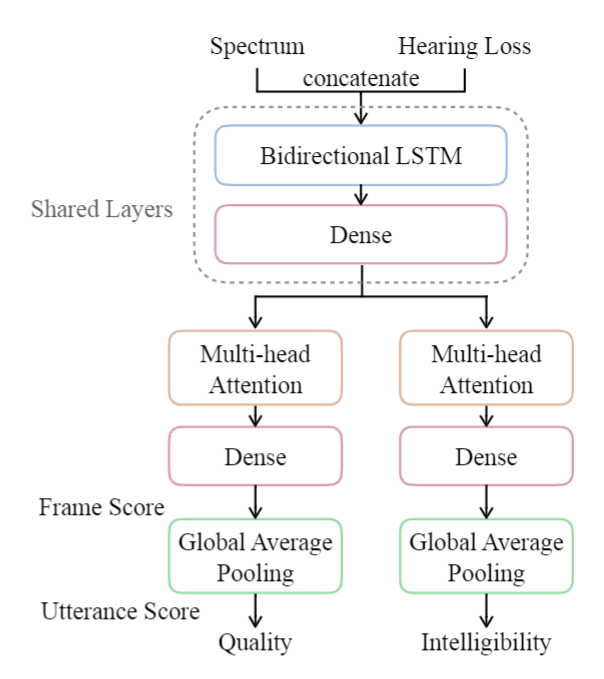 Spectrum
Hearing Loss
concatenate
Bidirectional LSTM
Shared Layers
Dense
Multi-head
Attention
Multi-head
Attention
Dense
Dense
Frame Score
Global Average
Pooling
Global Average
Pooling
Utterance Score
Quality
Intelligibility